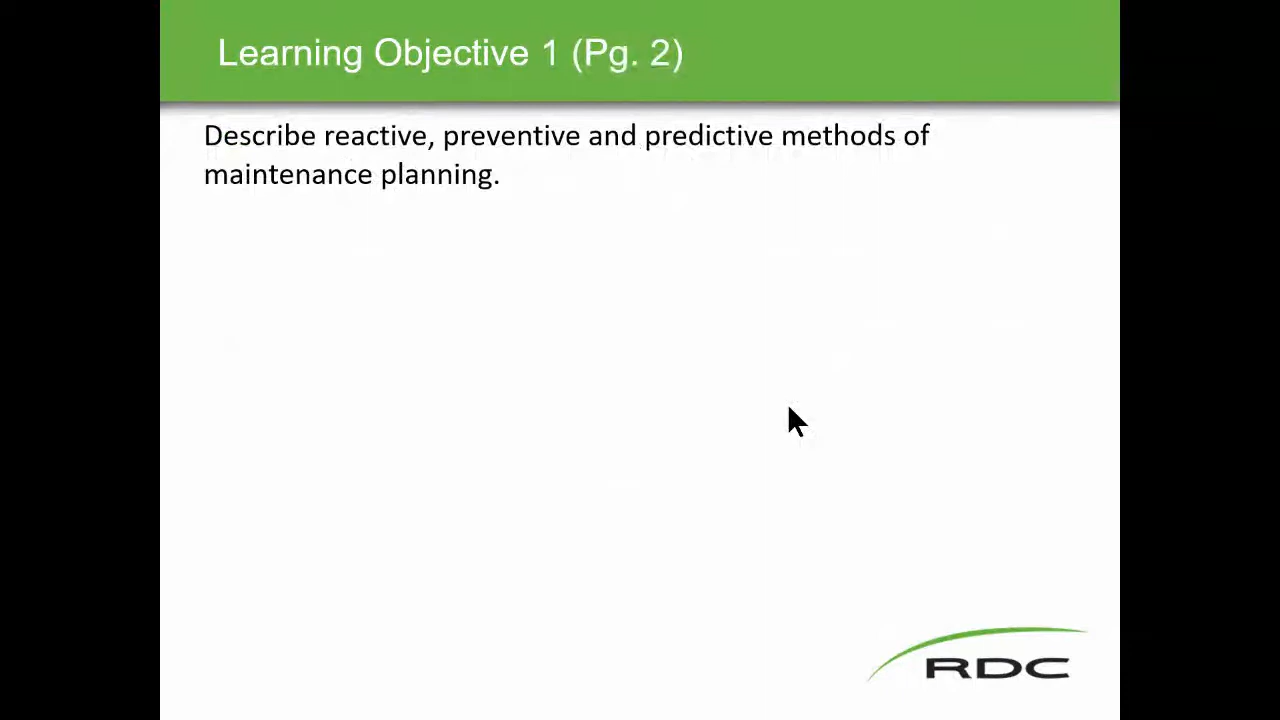 Learning Objective 1 (Pg. 2)
Describe reactive, preventive and predictive methods of
maintenance planning.
RDC